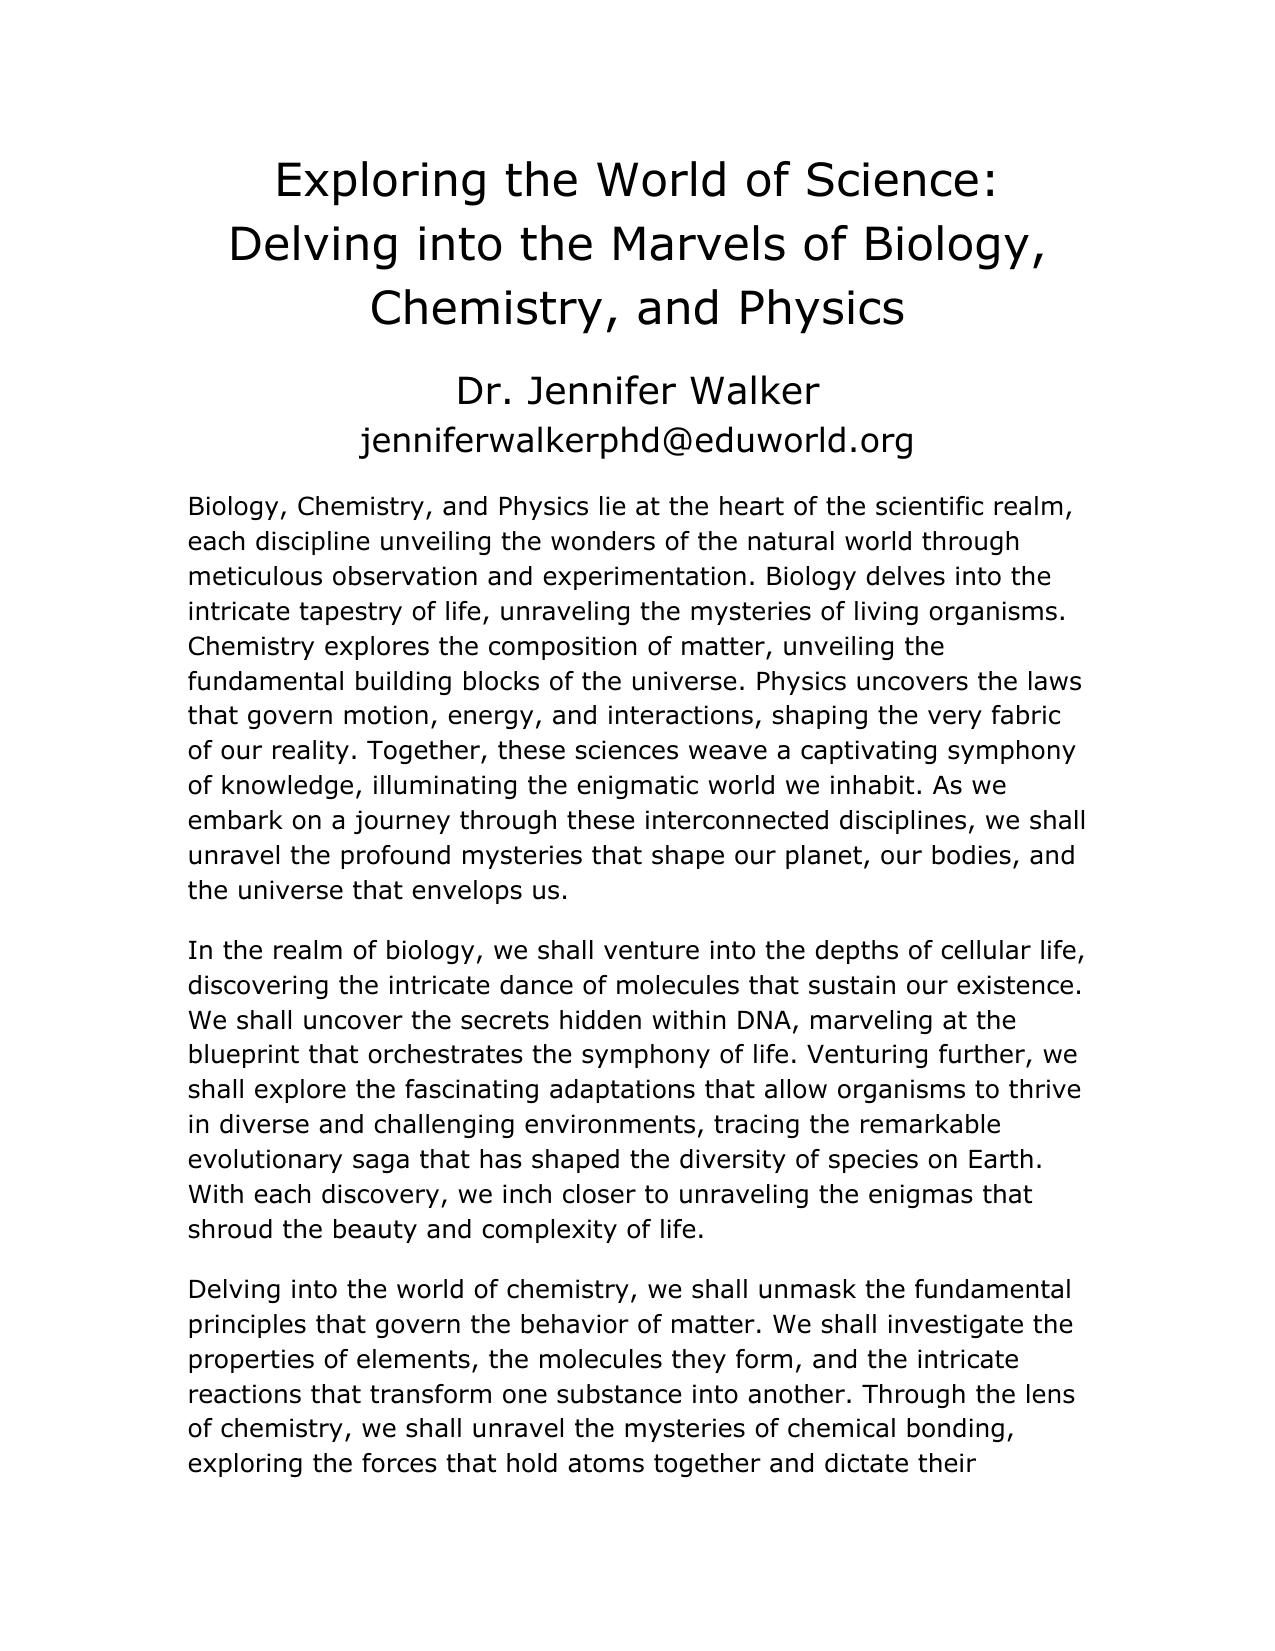 Exploring the World of Science:
Delving into the Marvels of Biology,
Chemistry, and Physics
Dr. Jennifer Walker
jenniferwalkerphd@eduworld.org
Biology, Chemistry, and Physics lie at the heart of the scientific realm,
each discipline unveiling the wonders of the natural world through
meticulous observation and experimentation. Biology delves into the
intricate tapestry of life, unraveling the mysteries of living organisms.
Chemistry explores the composition of matter, unveiling the
fundamental building blocks of the universe. Physics uncovers the laws
that govern motion, energy, and interactions, shaping the very fabric
of our reality. Together, these sciences weave a captivating symphony
of knowledge, illuminating the enigmatic world we inhabit. As we
embark on a journey through these interconnected disciplines, we shall
unravel the profound mysteries that shape our planet, our bodies, and
the universe that envelops us.
In the realm of biology, we shall venture into the depths of cellular life,
discovering the intricate dance of molecules that sustain our existence.
We shall uncover the secrets hidden within DNA, marveling at the
blueprint that orchestrates the symphony of life. Venturing further, we
shall explore the fascinating adaptations that allow organisms to thrive
in diverse and challenging environments, tracing the remarkable
evolutionary saga that has shaped the diversity of species on Earth.
With each discovery, we inch closer to unraveling the enigmas that
shroud the beauty and complexity of life.
Delving into the world of chemistry, we shall unmask the fundamental
principles that govern the behavior of matter. We shall investigate the
properties of elements, the molecules they form, and the intricate
reactions that transform one substance into another. Through the lens
of chemistry, we shall unravel the mysteries of chemical bonding,
exploring the forces that hold atoms together and dictate their